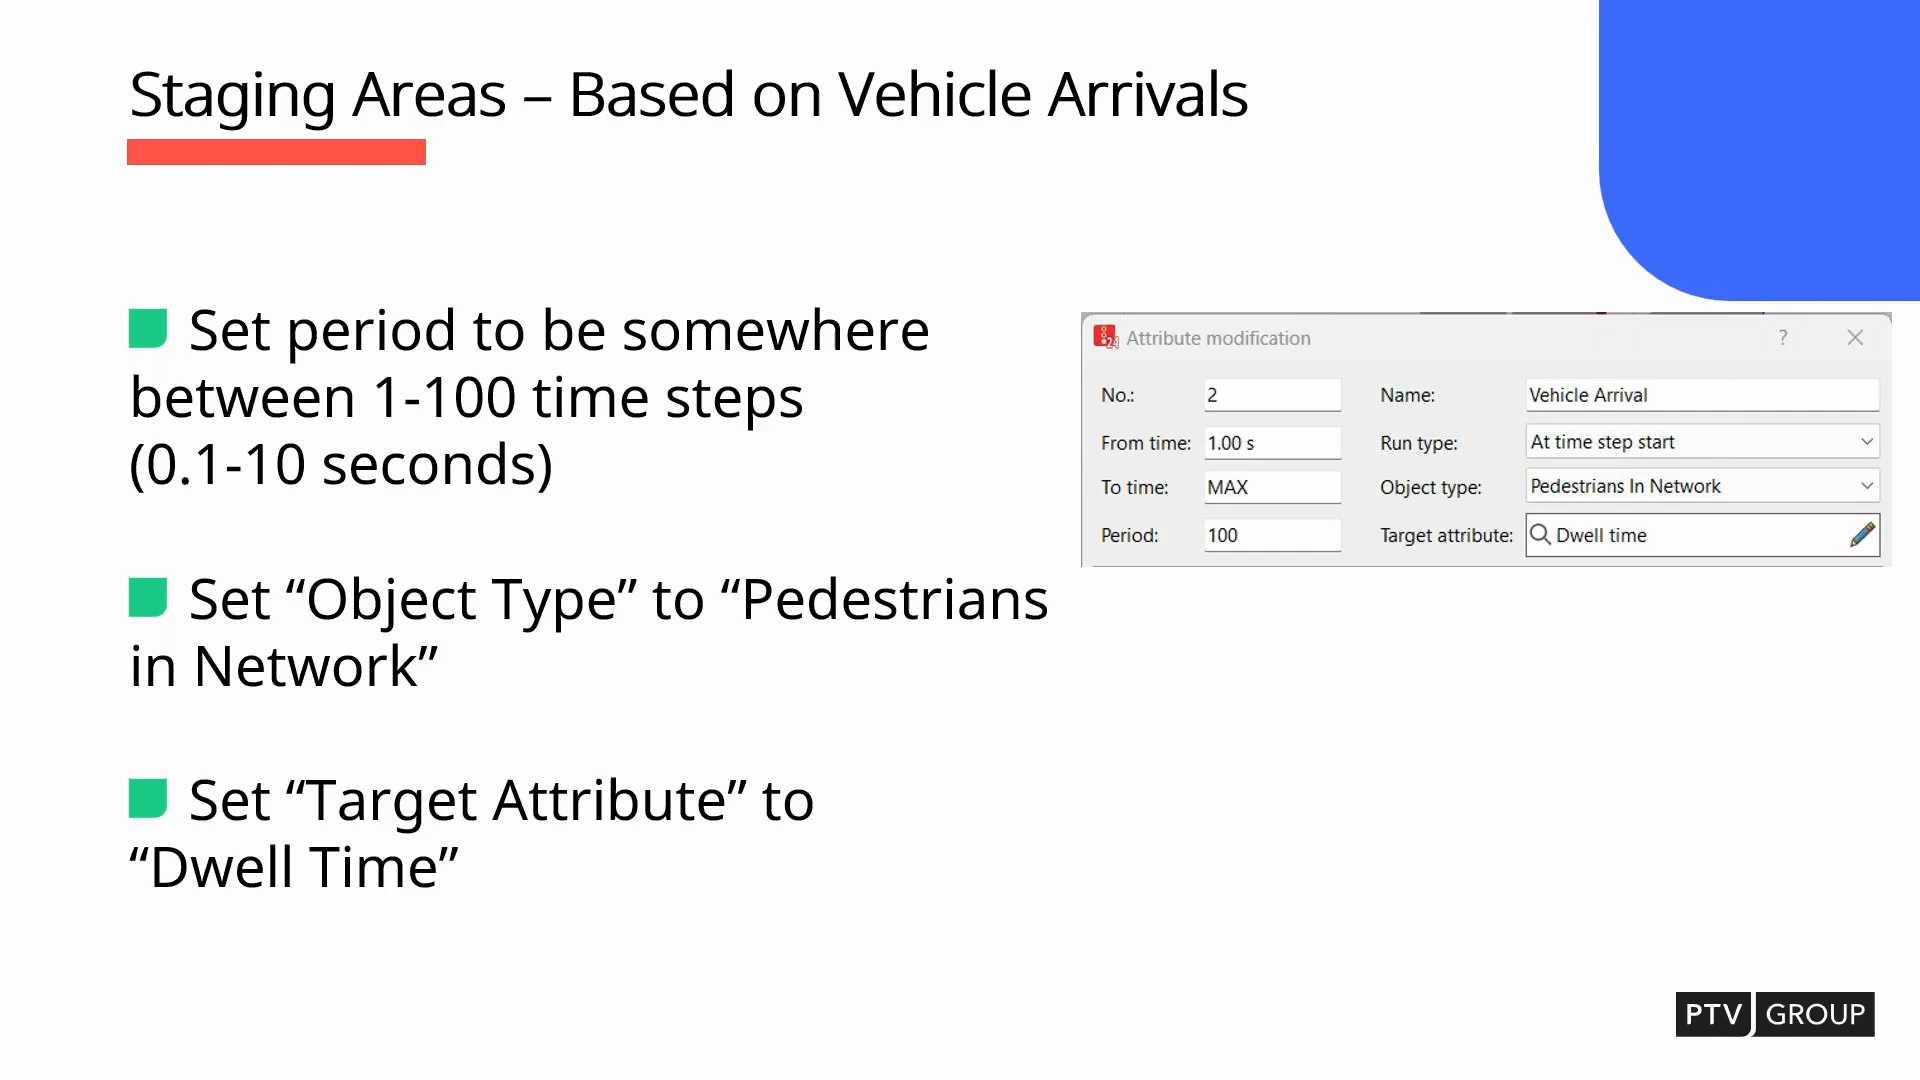 Staging Areas – Based on Vehicle Arrivals
Set period to be somewhere
between 1-100 time steps
(0.1-10 seconds)
Set “Object Type” to “Pedestrians
in Network”
Set “Target Attribute” to
“Dwell Time”
Attribute modification ?
No.: 2 Name: Vehicle Arrival
From time: 1.00 s Run type: At time step start
To time: MAX Object type: Pedestrians In Network
Period: 100 Target attribute: Dwell time
PTV GROUP